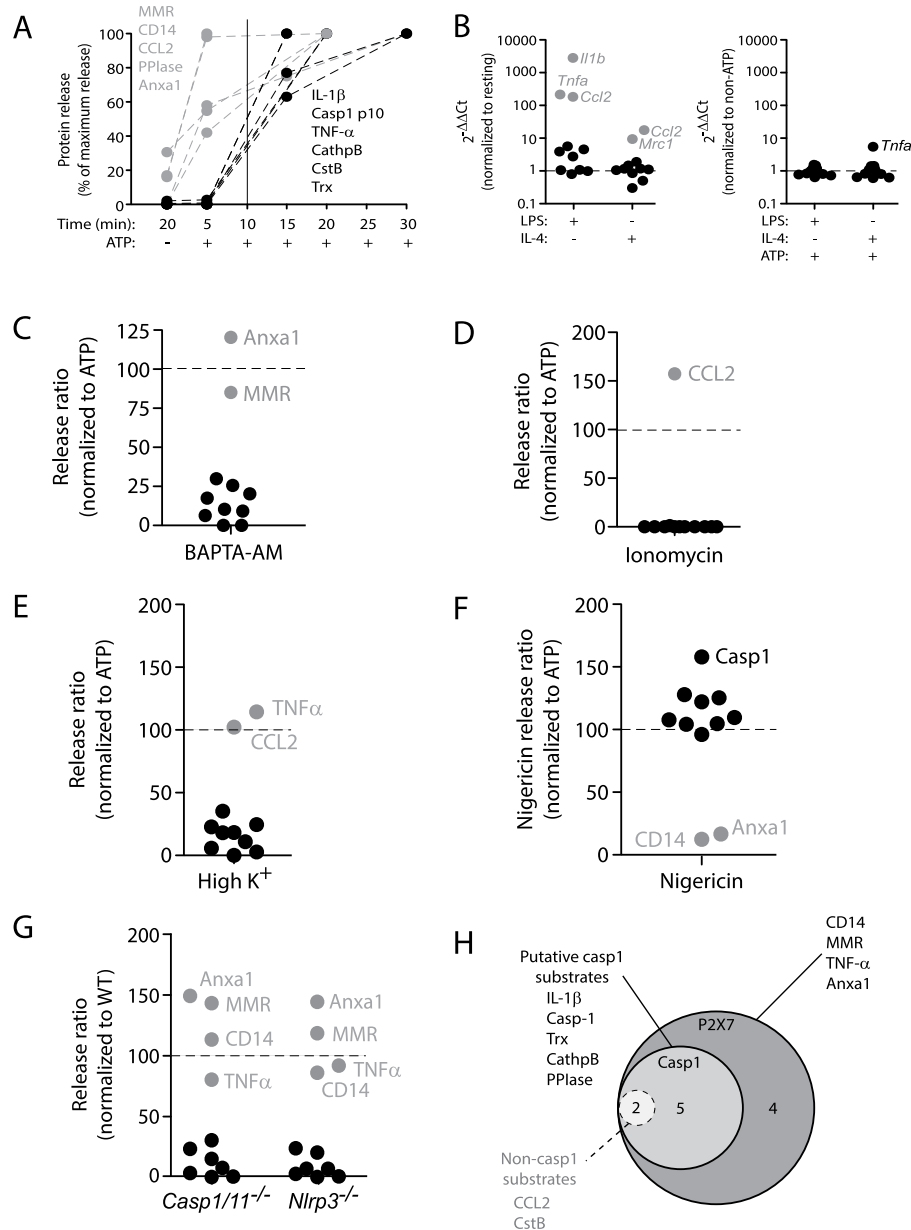 A
MMR
CD14
CCL2
PPIase
Anxa1
Protein release
(% of maximum release)
100
80
60
40
20
0
IL-1β
Casp1 p10
TNF-α
CathpB
CstB
Trx
Time (min): 20 5 10 15 20 25 30
ATP: - + + + + + +
B
2-ΔΔCt
(normalized to resting)
10000
1000
100
10
1
0.1
Il1b
Tnfa
Ccl2
Ccl2
Mrc1
LPS: + -
IL-4: - +
2-ΔΔCt
(normalized to non-ATP)
10000
1000
100
10
1
0.1
Tnfa
LPS: + -
IL-4: - +
ATP: + +
C
Release ratio
(normalized to ATP)
125
100
75
50
25
0
Anxa1
MMR
BAPTA-AM
D
Release ratio
(normalized to ATP)
200
150
100
50
0
CCL2
Ionomycin
E
Release ratio
(normalized to ATP)
200
150
100
50
0
TNFα
CCL2
High K+
F
Nigericin release ratio
(normalized to ATP)
200
150
100
50
0
Casp1
CD14
Anxa1
Nigericin
G
Release ratio
(normalized to WT)
200
150
100
50
0
Anxa1
MMR
CD14
TNFα
Anxa1
MMR
TNFα
CD14
Casp1/11-/-
Nlrp3-/-
H
Putative casp1
substrates
IL-1β
Casp-1
Trx
CathpB
PPIase
CD14
MMR
TNF-α
Anxa1
P2X7
Casp1
2
5
4
Non-casp1
substrates
CCL2
CstB